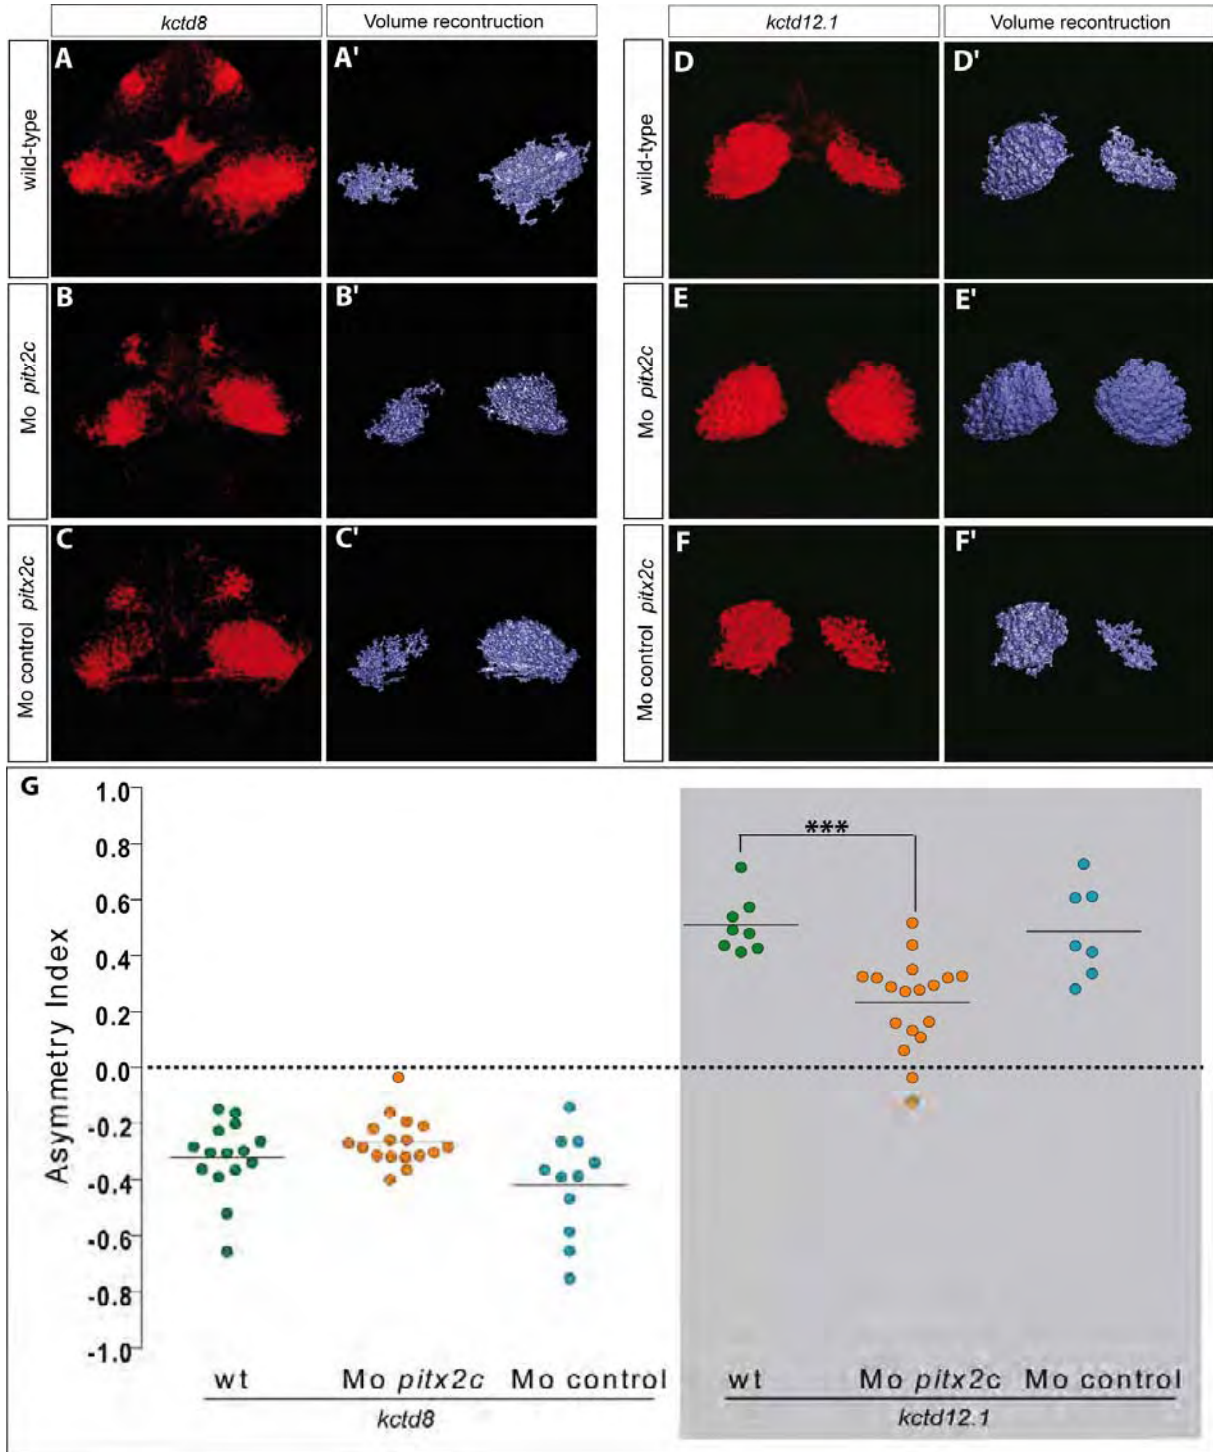 kctd8 Volume recontruction kctd12.1 Volume recontruction
wild-type A A' wild-type D D'
Mo pitx2c B B' Mo pitx2c E E'
Mo control pitx2c C C' Mo control pitx2c F F'
G
1.0
0.8
0.6
0.4
0.2
0.0
-0.2
-0.4
-0.6
-0.8
-1.0
Asymmetry Index
***
wt Mo pitx2c Mo control wt Mo pitx2c Mo control
kctd8 kctd12.1